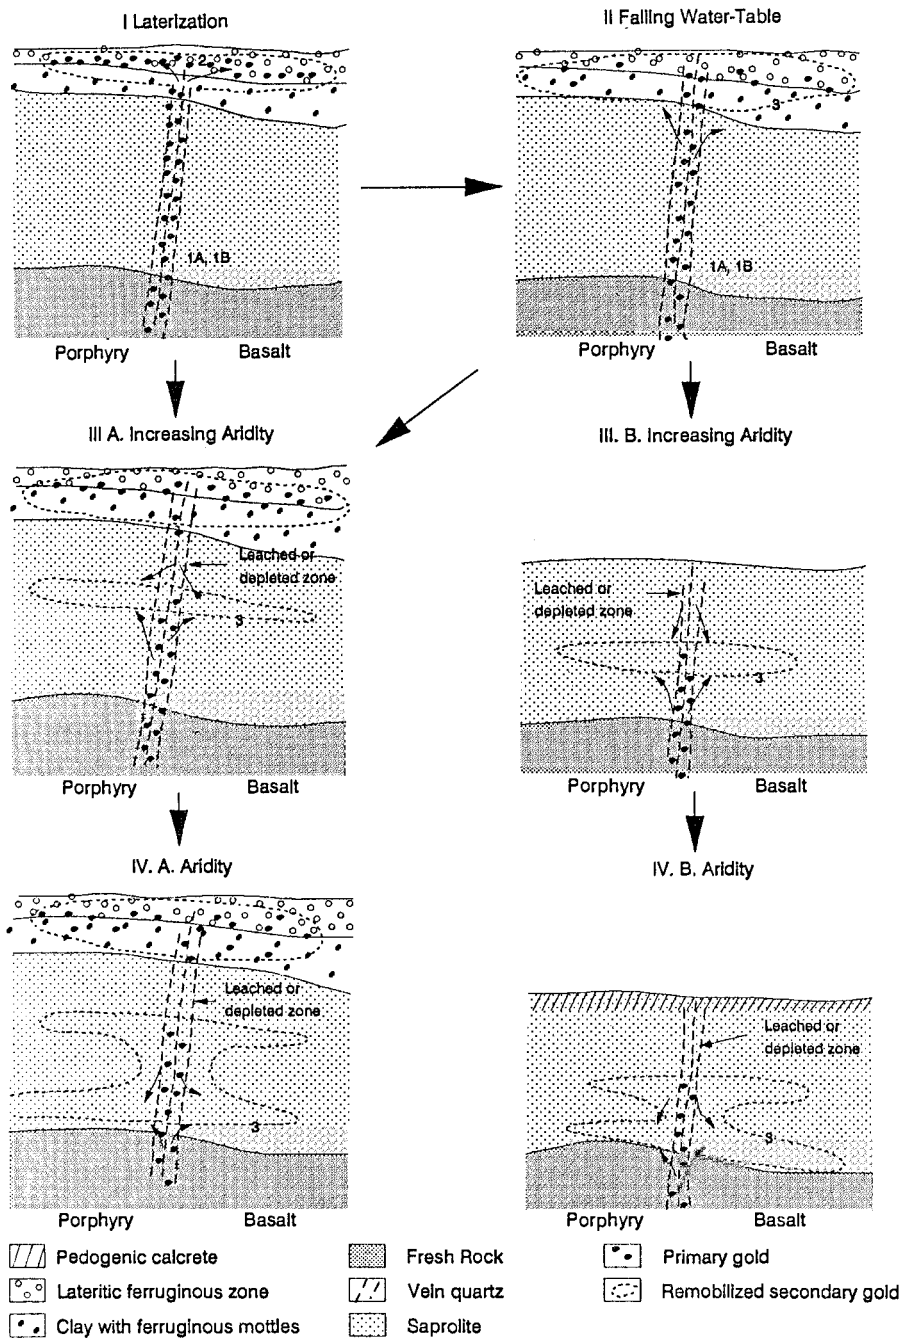 I Laterization
II Falling Water-Table
2
3
1A, 1B
1A, 1B
Porphyry Basalt
Porphyry Basalt
III A. Increasing Aridity
III. B. Increasing Aridity
Leached or
depleted zone
3
Leached or
depleted zone
3
Porphyry Basalt
Porphyry Basalt
IV. A. Aridity
IV. B. Aridity
Leached or
depleted zone
3
Leached or
depleted zone
3
Porphyry Basalt
Porphyry Basalt
Pedogenic calcrete
Fresh Rock
Primary gold
Lateritic ferruginous zone
Vein quartz
Remobilized secondary gold
Clay with ferruginous mottles
Saprolite